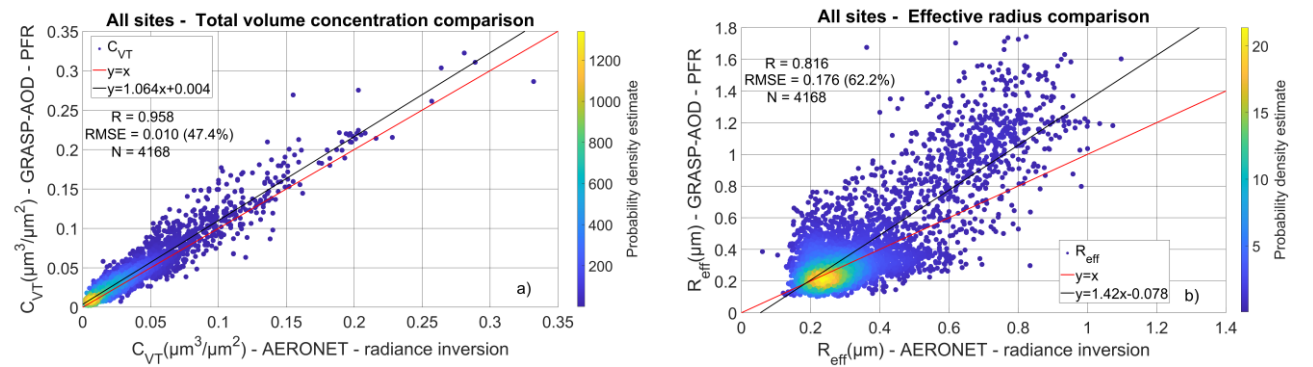 All sites - Total volume concentration comparison
C_VT(µm³/µm²) - GRASP-AOD - PFR
0.35
0.3
0.25
0.2
0.15
0.1
0.05
0
C_VT
y=x
y=1.064x+0.004
R = 0.958
RMSE = 0.010 (47.4%)
N = 4168
a)
0 0.05 0.1 0.15 0.2 0.25 0.3 0.35
C_VT(µm³/µm²) - AERONET - radiance inversion
1200
1000
800
600
400
200
Probability density estimate
All sites - Effective radius comparison
R_eff(µm) - GRASP-AOD - PFR
1.8
1.6
1.4
1.2
1
0.8
0.6
0.4
0.2
0
R = 0.816
RMSE = 0.176 (62.2%)
N = 4168
R_eff
y=x
y=1.42x-0.078
b)
0 0.2 0.4 0.6 0.8 1 1.2 1.4
R_eff(µm) - AERONET - radiance inversion
20
15
10
5
Probability density estimate